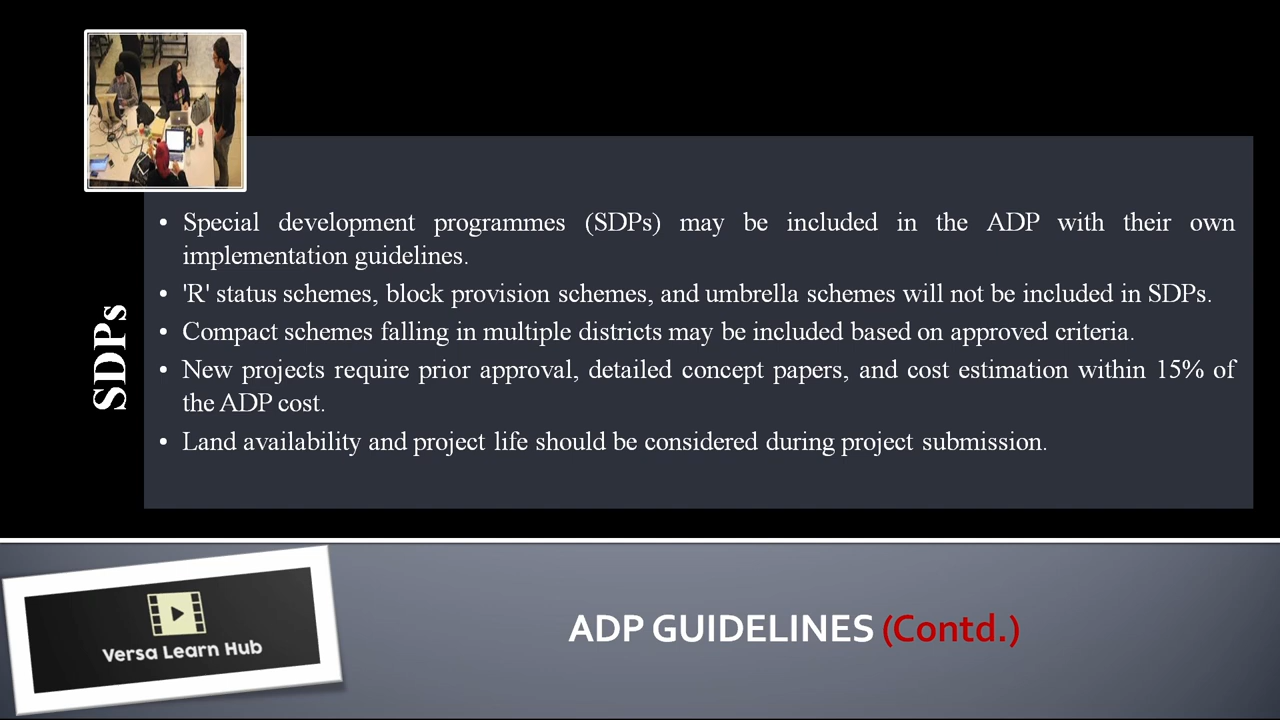 • Special development programmes (SDPs) may be included in the ADP with their own
implementation guidelines.
• 'R' status schemes, block provision schemes, and umbrella schemes will not be included in SDPs.
• Compact schemes falling in multiple districts may be included based on approved criteria.
• New projects require prior approval, detailed concept papers, and cost estimation within 15% of
the ADP cost.
• Land availability and project life should be considered during project submission.
SDPs
Versa Learn Hub
ADP GUIDELINES (Contd.)